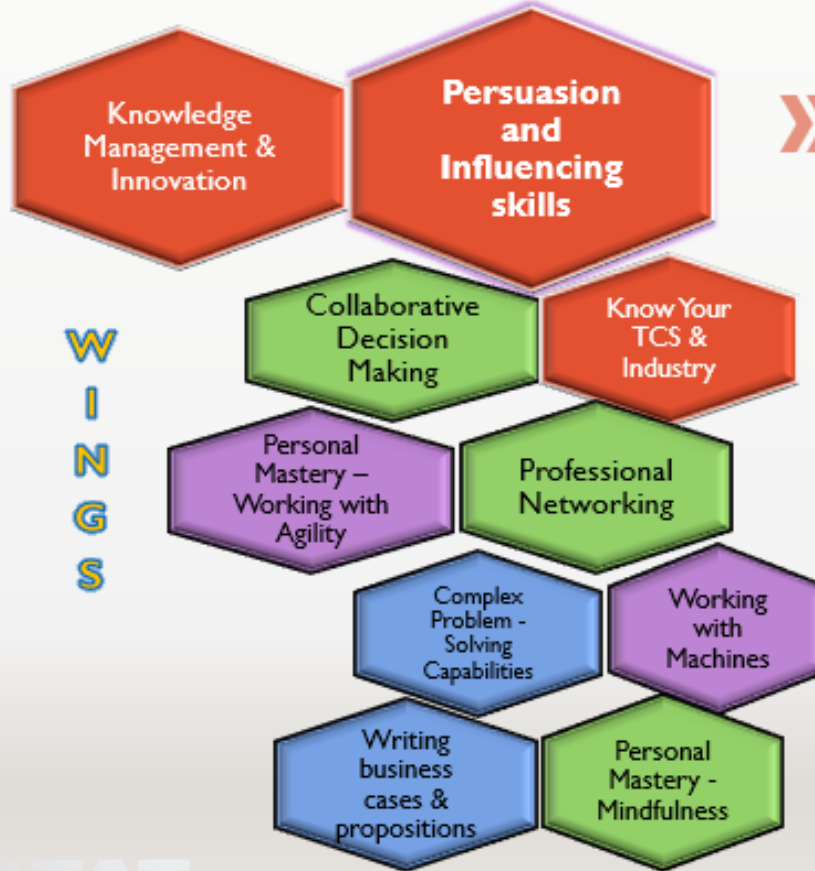 Knowledge
Management &
Innovation
Persuasion
and
Influencing
skills
Collaborative
Decision
Making
Know Your
TCS &
Industry
W
I
N
G
S
Personal
Mastery –
Working with
Agility
Professional
Networking
Complex
Problem -
Solving
Capabilities
Working
with
Machines
Writing
business
cases &
propositions
Personal
Mastery -
Mindfulness